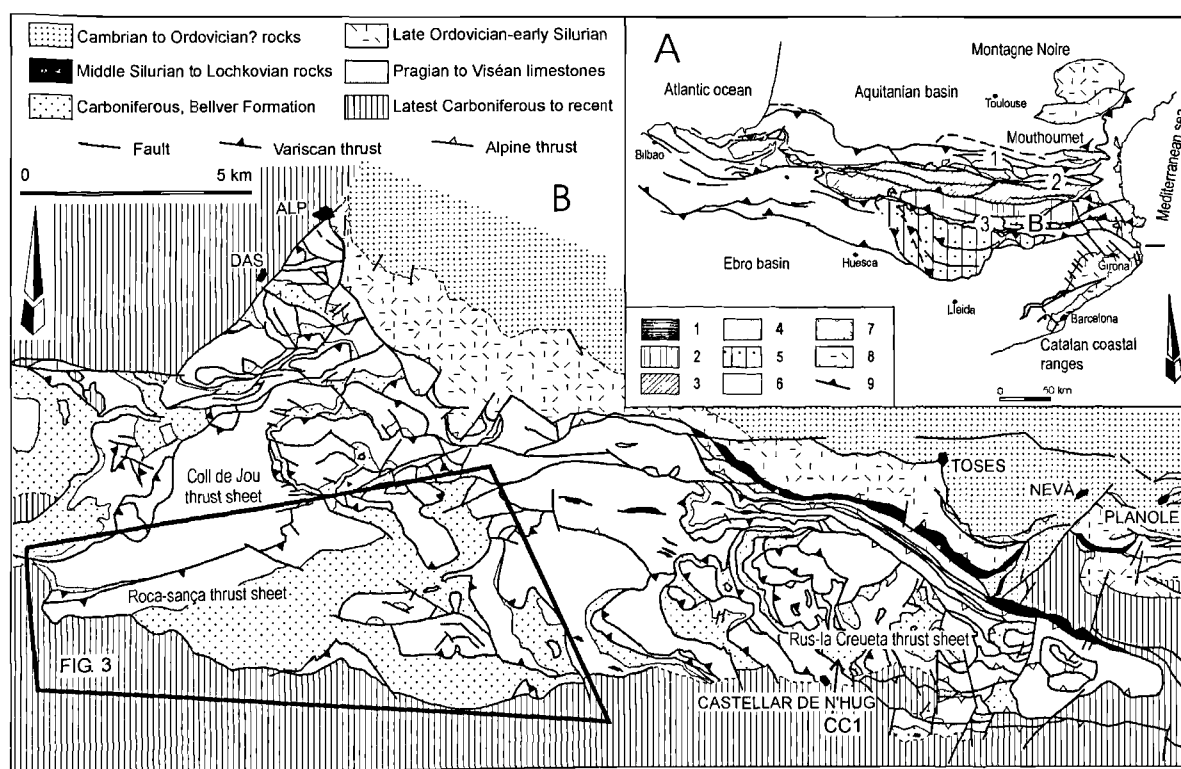 Cambrian to Ordovician? rocks
Late Ordovician-early Silurian
Middle Silurian to Lochkovian rocks
Pragian to Viséan limestones
Carboniferous, Bellver Formation
Latest Carboniferous to recent
Fault
Variscan thrust
Alpine thrust
0 5 km
B
ALP
DAS
Coll de Jou
thrust sheet
Roca-sança thrust sheet
FIG. 3
TOSES
NEVÀ
PLANOLE
Rus-la Creueta thrust sheet
CASTELLAR DE N'HUG
CC1
A
Montagne Noire
Atlantic ocean
Aquitanian basin
Toulouse
Mouthoumet
Mediterranean sea
Bilbao
1
2
3
B
Ebro basin
Huesca
Girona
Lleida
Barcelona
Catalan coastal
ranges
1 4 7
2 5 8
3 6 9
0 50 km